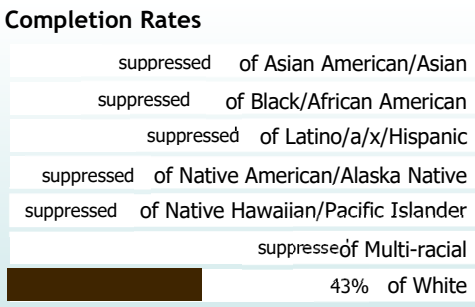 Completion Rates
suppressed of Asian American/Asian
suppressed of Black/African American
suppressed of Latino/a/x/Hispanic
suppressed of Native American/Alaska Native
suppressed of Native Hawaiian/Pacific Islander
suppressed of Multi-racial
43% of White